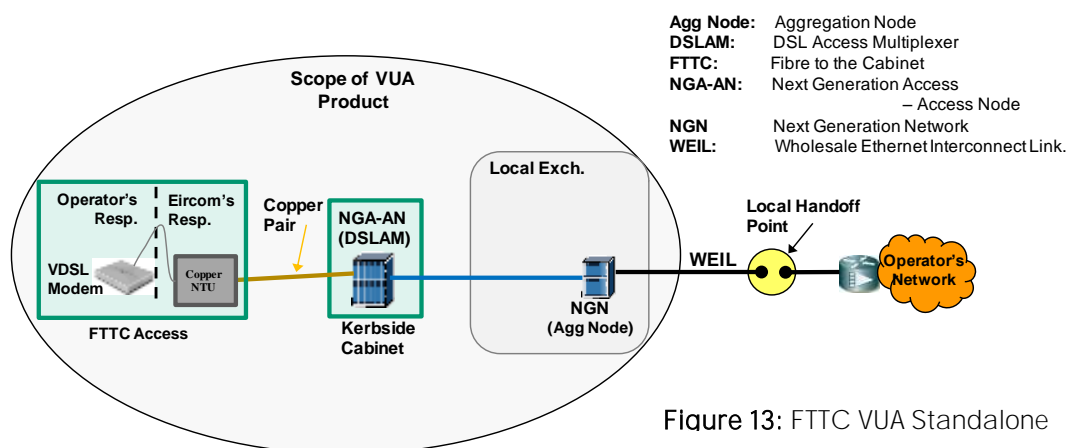 Agg Node: Aggregation Node
DSLAM: DSL Access Multiplexer
FTTC: Fibre to the Cabinet
NGA-AN: Next Generation Access
– Access Node
NGN Next Generation Network
WEIL: Wholesale Ethernet Interconnect Link.
Scope of VUA
Product
Local Exch.
Operator's
Resp.
Eircom's
Resp.
Copper
Pair
NGA-AN
(DSLAM)
Local Handoff
Point
VDSL
Modem
Copper
NTU
WEIL
Operator's
Network
NGN
(Agg Node)
FTTC Access
Kerbside
Cabinet
Figure 13: FTTC VUA Standalone